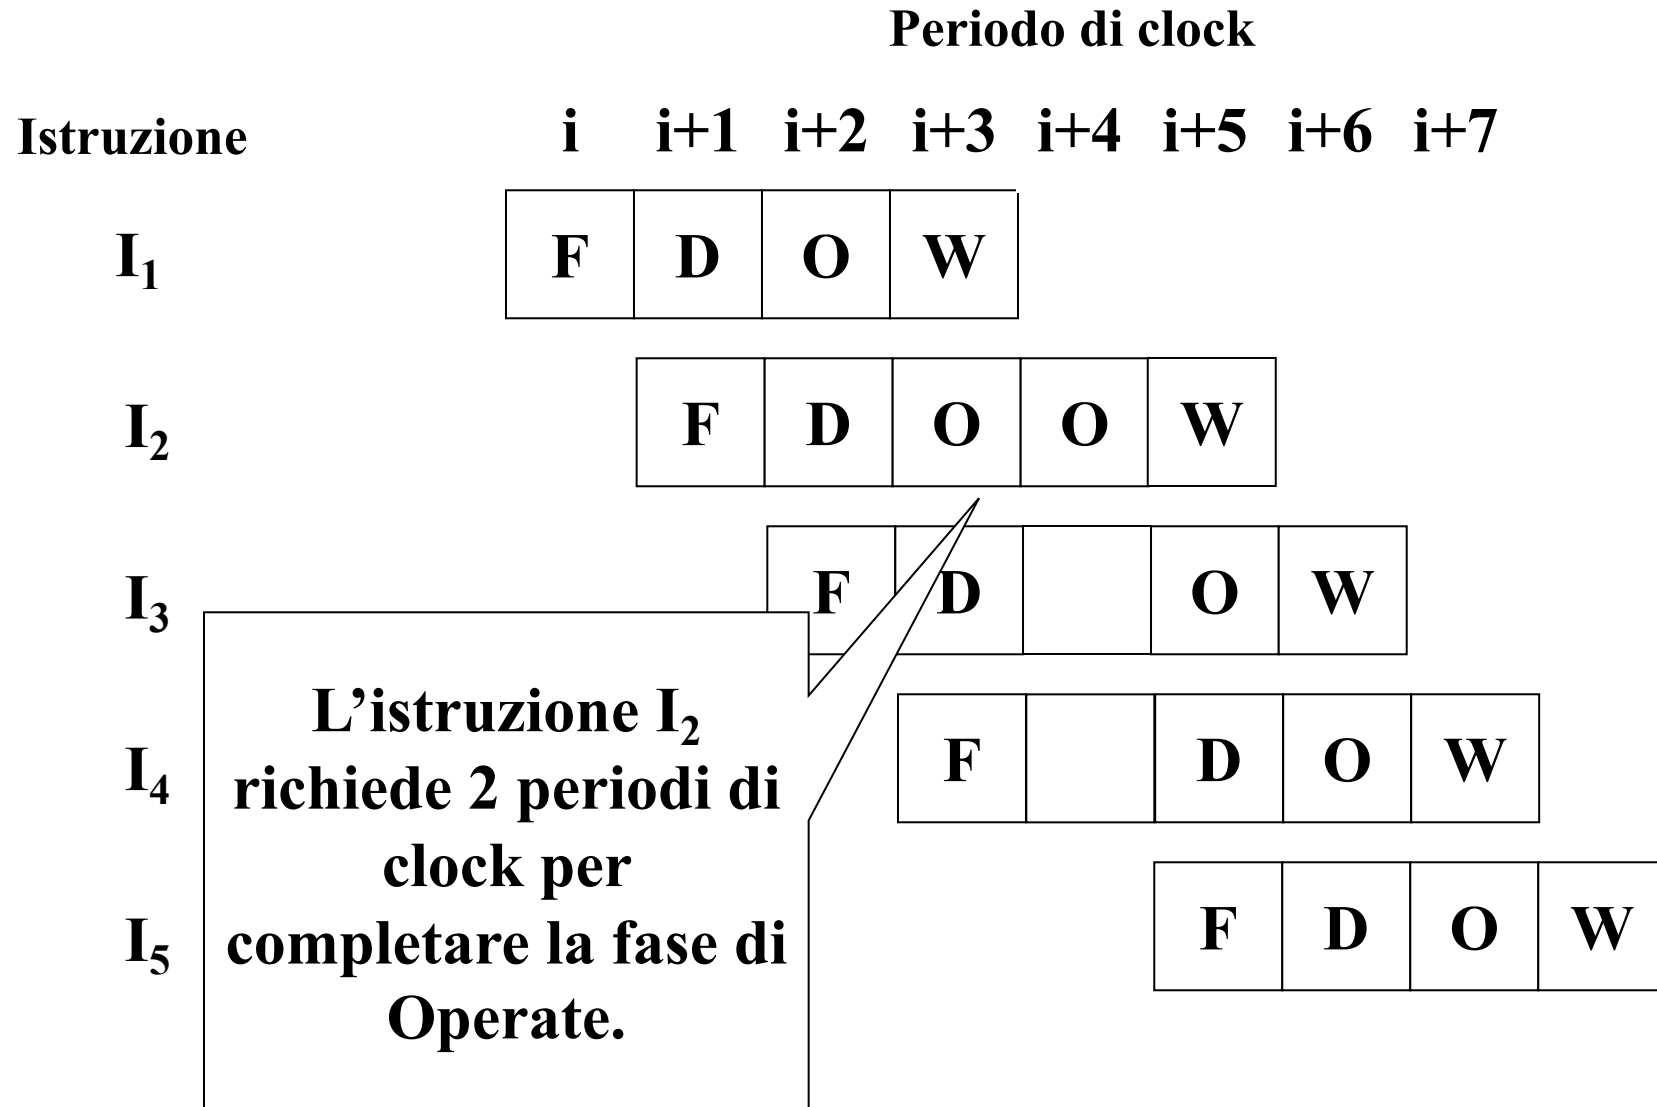 Periodo di clock
Istruzione i i+1 i+2 i+3 i+4 i+5 i+6 i+7
I1 F D O W
I2 F D O O W
I3 F D O W
I4 F D O W
I5 F D O W
L’istruzione I2
richiede 2 periodi di
clock per
completare la fase di
Operate.